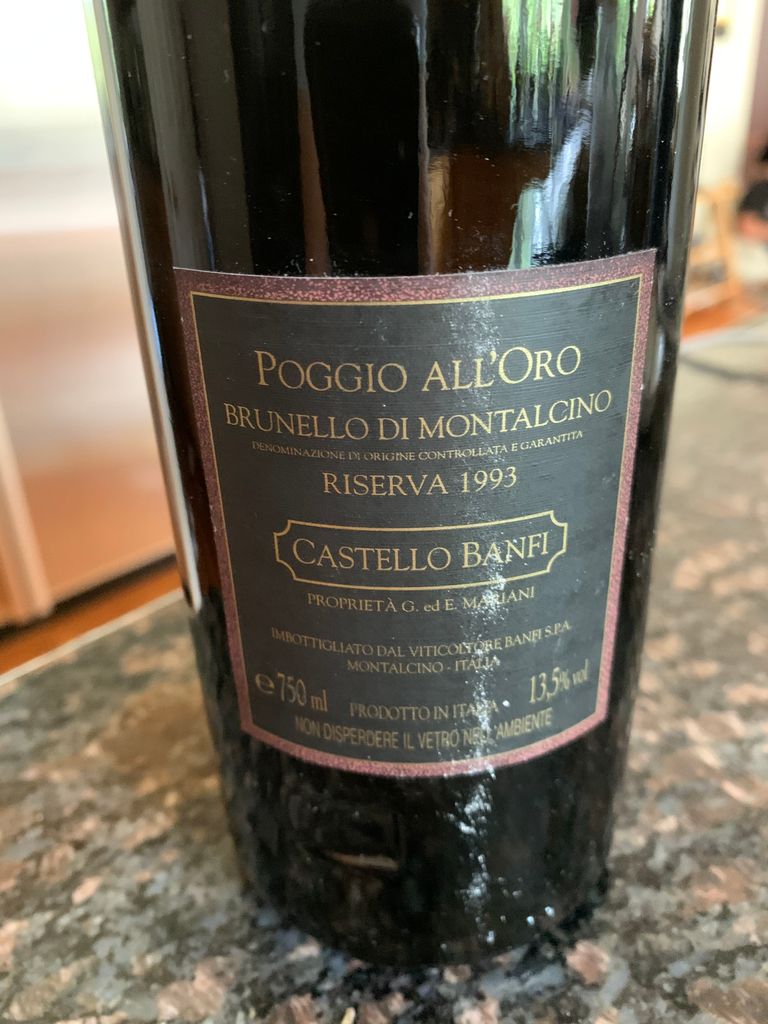 POGGIO ALL'ORO
BRUNELLO DI MONTALCINO
DENOMINAZIONE DI ORIGINE CONTROLLATA E GARANTITA
RISERVA 1993
CASTELLO BANFI
PROPRIETÀ G. ed E. MARIANI
IMBOTTIGLIATO DAL VITICOLTORE BANFI S.P.A.
MONTALCINO - ITALIA
℮ 750 ml PRODOTTO IN ITALIA 13,5% vol
NON DISPERDERE IL VETRO NELL'AMBIENTE